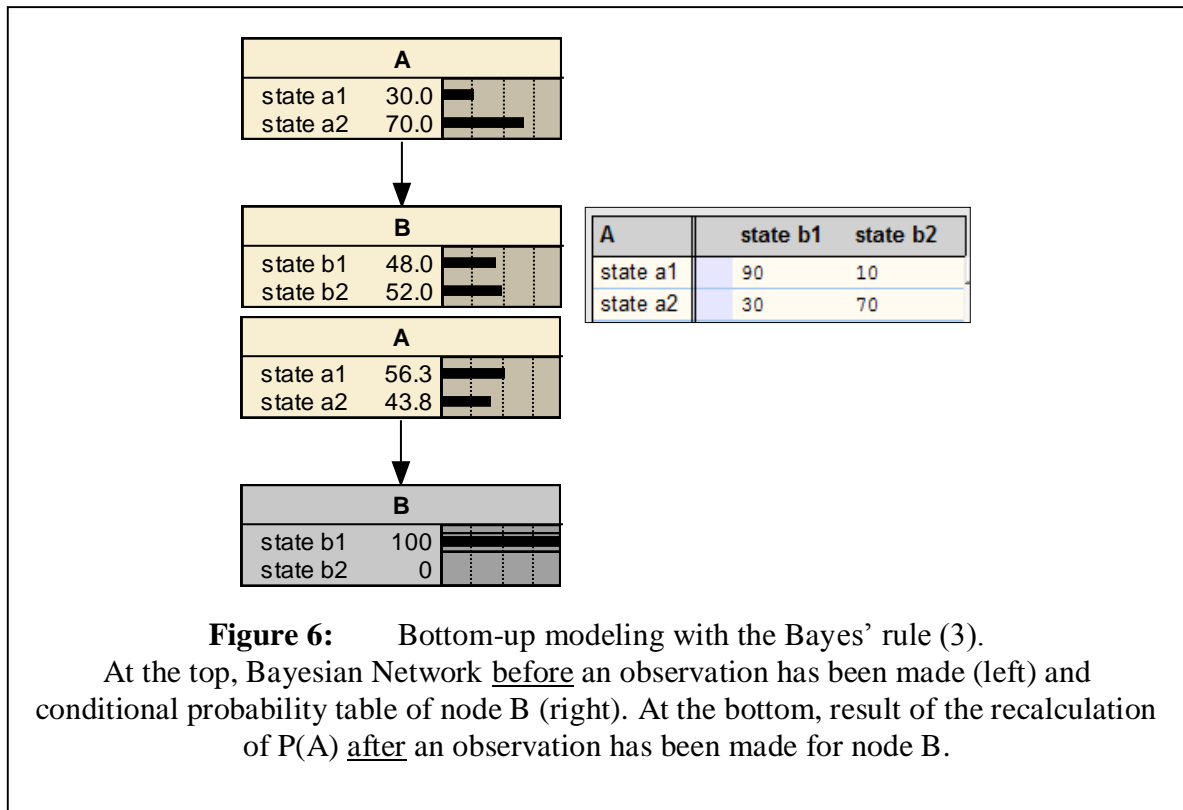 A
state a1 30.0
state a2 70.0
B
state b1 48.0
state b2 52.0
A state b1 state b2
state a1 90 10
state a2 30 70
A
state a1 56.3
state a2 43.8
B
state b1 100
state b2 0
Figure 6: Bottom-up modeling with the Bayes’ rule (3).
At the top, Bayesian Network before an observation has been made (left) and
conditional probability table of node B (right). At the bottom, result of the recalculation
of P(A) after an observation has been made for node B.